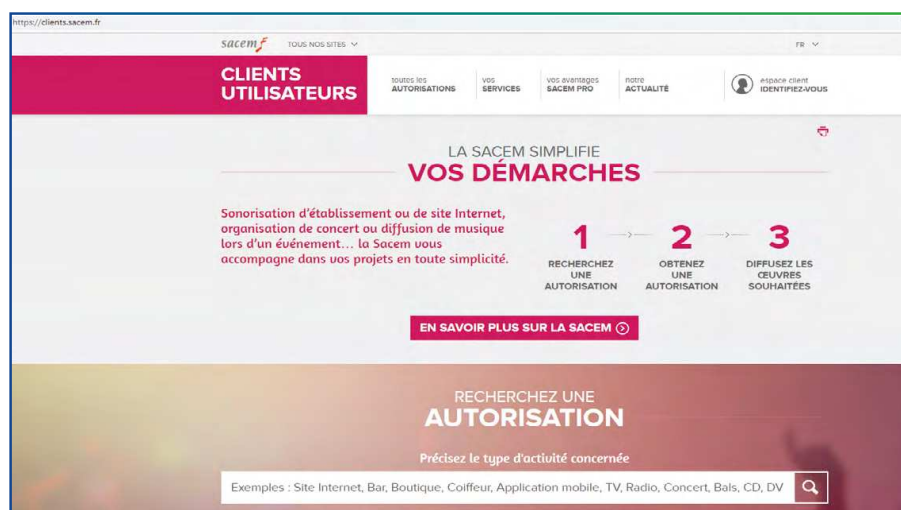 https://clients.sacem.fr
sacem TOUS NOS SITES FR
CLIENTS UTILISATEURS
toutes les AUTORISATIONS
vos SERVICES
vos avantages SACEM PRO
notre ACTUALITÉ
espace client IDENTIFIEZ-VOUS
LA SACEM SIMPLIFIE
VOS DÉMARCHES
Sonorisation d'établissement ou de site Internet,
organisation de concert ou diffusion de musique
lors d'un événement... la Sacem vous
accompagne dans vos projets en toute simplicité.
1
RECHERCHEZ
UNE
AUTORISATION
2
OBTENEZ
UNE
AUTORISATION
3
DIFFUSEZ LES
ŒUVRES
SOUHAITÉES
EN SAVOIR PLUS SUR LA SACEM
RECHERCHEZ UNE
AUTORISATION
Précisez le type d'activité concernée
Exemples : Site Internet, Bar, Boutique, Coiffeur, Application mobile, TV, Radio, Concert, Bals, CD, DV